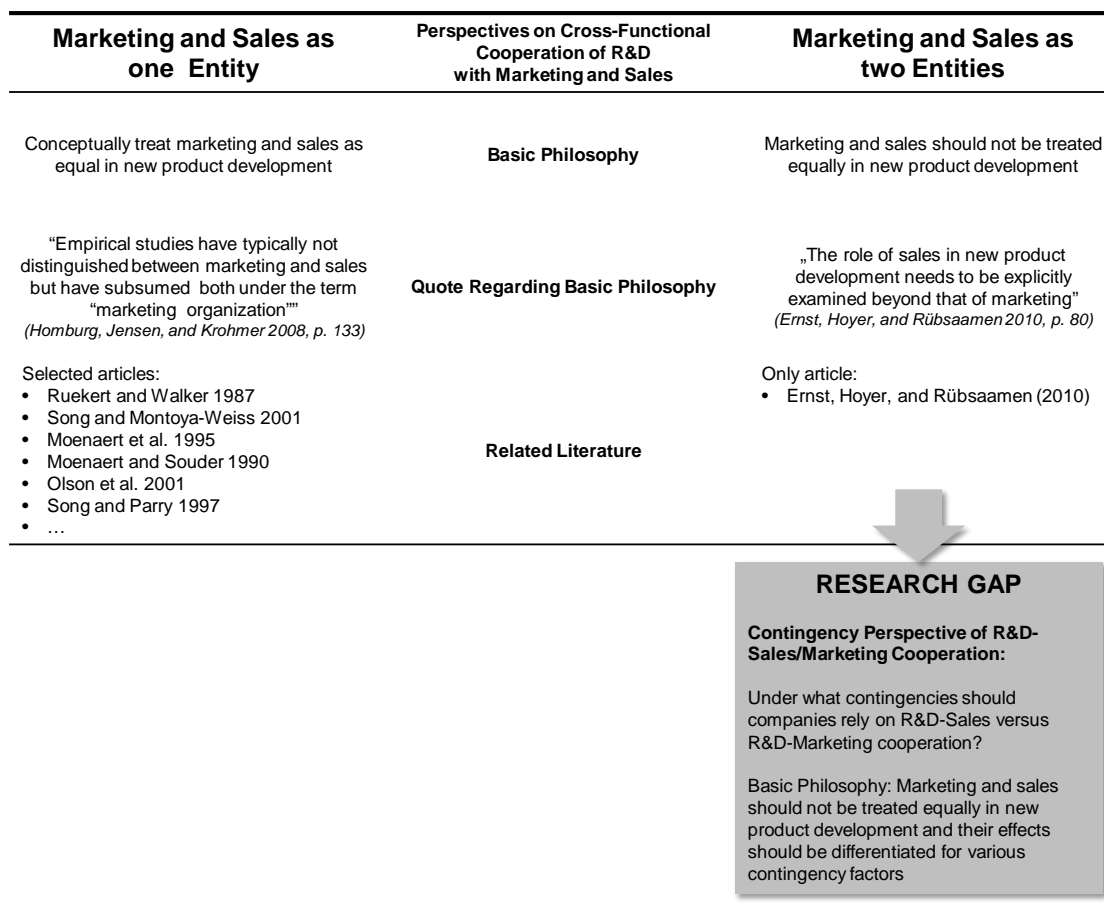 Marketing and Sales as
one Entity
Perspectives on Cross-Functional
Cooperation of R&D
with Marketing and Sales
Marketing and Sales as
two Entities
Conceptually treat marketing and sales as
equal in new product development
Basic Philosophy
Marketing and sales should not be treated
equally in new product development
“Empirical studies have typically not
distinguished between marketing and sales
but have subsumed both under the term
“marketing organization””
(Homburg, Jensen, and Krohmer 2008, p. 133)
Quote Regarding Basic Philosophy
„The role of sales in new product
development needs to be explicitly
examined beyond that of marketing”
(Ernst, Hoyer, and Rübsaamen 2010, p. 80)
Selected articles:
• Ruekert and Walker 1987
• Song and Montoya-Weiss 2001
• Moenaert et al. 1995
• Moenaert and Souder 1990
• Olson et al. 2001
• Song and Parry 1997
• …
Related Literature
Only article:
• Ernst, Hoyer, and Rübsaamen (2010)
RESEARCH GAP
Contingency Perspective of R&D-
Sales/Marketing Cooperation:
Under what contingencies should
companies rely on R&D-Sales versus
R&D-Marketing cooperation?
Basic Philosophy: Marketing and sales
should not be treated equally in new
product development and their effects
should be differentiated for various
contingency factors